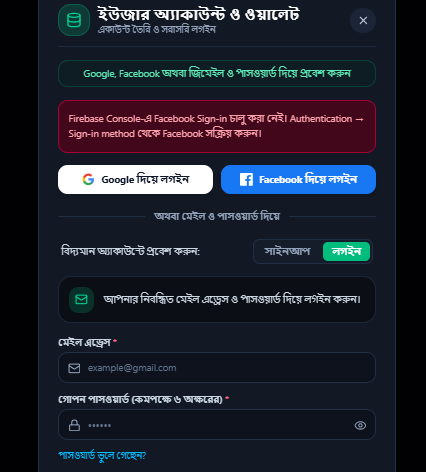 ইউজার অ্যাকাউন্ট ও ওয়ালেট
একাউন্ট তৈরি ও সরাসরি লগইন
Google, Facebook অথবা জিমেইল ও পাসওয়ার্ড দিয়ে প্রবেশ করুন
Firebase Console-এ Facebook Sign-in চালু করা নেই। Authentication →
Sign-in method থেকে Facebook সক্রিয় করুন।
Google দিয়ে লগইন
Facebook দিয়ে লগইন
অথবা মেইল ও পাসওয়ার্ড দিয়ে
বিদ্যমান অ্যাকাউন্টে প্রবেশ করুন:
সাইনআপ
লগইন
আপনার নিবন্ধিত মেইল এড্রেস ও পাসওয়ার্ড দিয়ে লগইন করুন।
মেইল এড্রেস *
example@gmail.com
গোপন পাসওয়ার্ড (কমপক্ষে ৬ অক্ষরের) *
••••••
পাসওয়ার্ড ভুলে গেছেন?